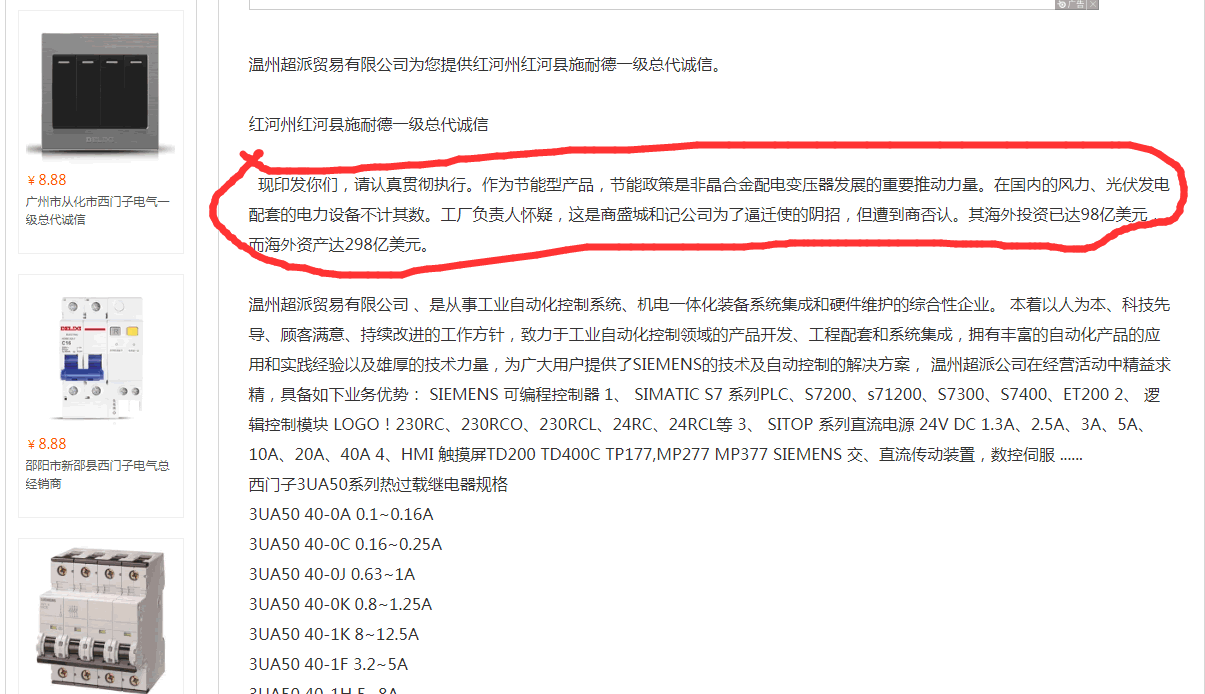 广告
温州超派贸易有限公司为您提供红河州红河县施耐德一级总代诚信。
红河州红河县施耐德一级总代诚信
现印发你们，请认真贯彻执行。作为节能型产品，节能政策是非晶合金配电变压器发展的重要推动力量。在国内的风力、光伏发电
配套的电力设备不计其数。工厂负责人怀疑，这是商盛城和记公司为了逼迁使的阴招，但遭到商否认。其海外投资已达98亿美元，
而海外资产达298亿美元。
温州超派贸易有限公司 、是从事工业自动化控制系统、机电一体化装备系统集成和硬件维护的综合性企业。 本着以人为本、科技先
导、顾客满意、持续改进的工作方针，致力于工业自动化控制领域的产品开发、工程配套和系统集成，拥有丰富的自动化产品的应
用和实践经验以及雄厚的技术力量，为广大用户提供了SIEMENS的技术及自动控制的解决方案， 温州超派公司在经营活动中精益求
精，具备如下业务优势： SIEMENS 可编程控制器 1、 SIMATIC S7 系列PLC、S7200、s71200、S7300、S7400、ET200 2、 逻
辑控制模块 LOGO！230RC、230RCO、230RCL、24RC、24RCL等 3、 SITOP 系列直流电源 24V DC 1.3A、2.5A、3A、5A、
10A、20A、40A 4、HMI 触摸屏TD200 TD400C TP177,MP277 MP377 SIEMENS 交、直流传动装置，数控伺服 ......
西门子3UA50系列热过载继电器规格
3UA50 40-0A 0.1~0.16A
3UA50 40-0C 0.16~0.25A
3UA50 40-0J 0.63~1A
3UA50 40-0K 0.8~1.25A
3UA50 40-1K 8~12.5A
3UA50 40-1F 3.2~5A
3UA50 40-1H 5~8A
DELIXI
¥ 8.88
广州市从化市西门子电气一
级总代诚信
DELIXI
C16
¥ 8.88
邵阳市新邵县西门子电气总
经销商